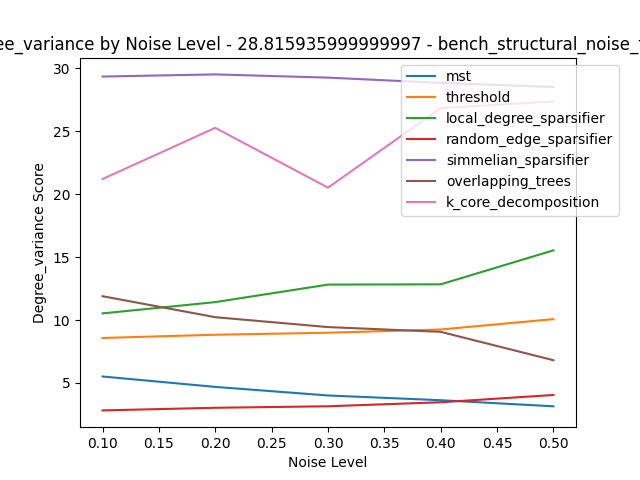 ee_variance by Noise Level - 28.815935999999997 - bench_structural_noise_
mst
threshold
local_degree_sparsifier
random_edge_sparsifier
simmelian_sparsifier
overlapping_trees
k_core_decomposition
30
25
20
15
10
5
Degree_variance Score
0.10 0.15 0.20 0.25 0.30 0.35 0.40 0.45 0.50
Noise Level